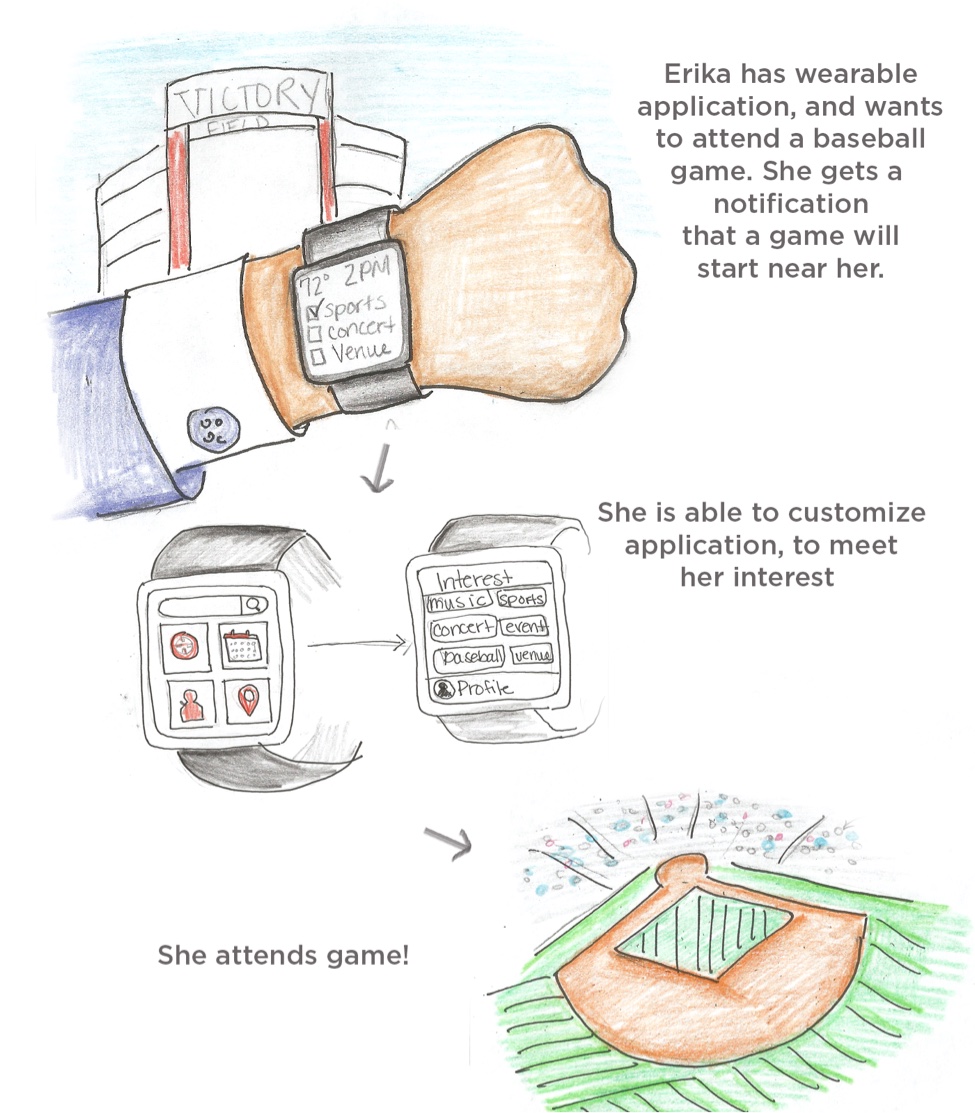 VICTORY
FIELD
Erika has wearable
application, and wants
to attend a baseball
game. She gets a
notification
that a game will
start near her.
72° 2PM
sports
concert
Venue
She is able to customize
application, to meet
her interest
Interest
music sports
concert event
baseball venue
Profile
She attends game!